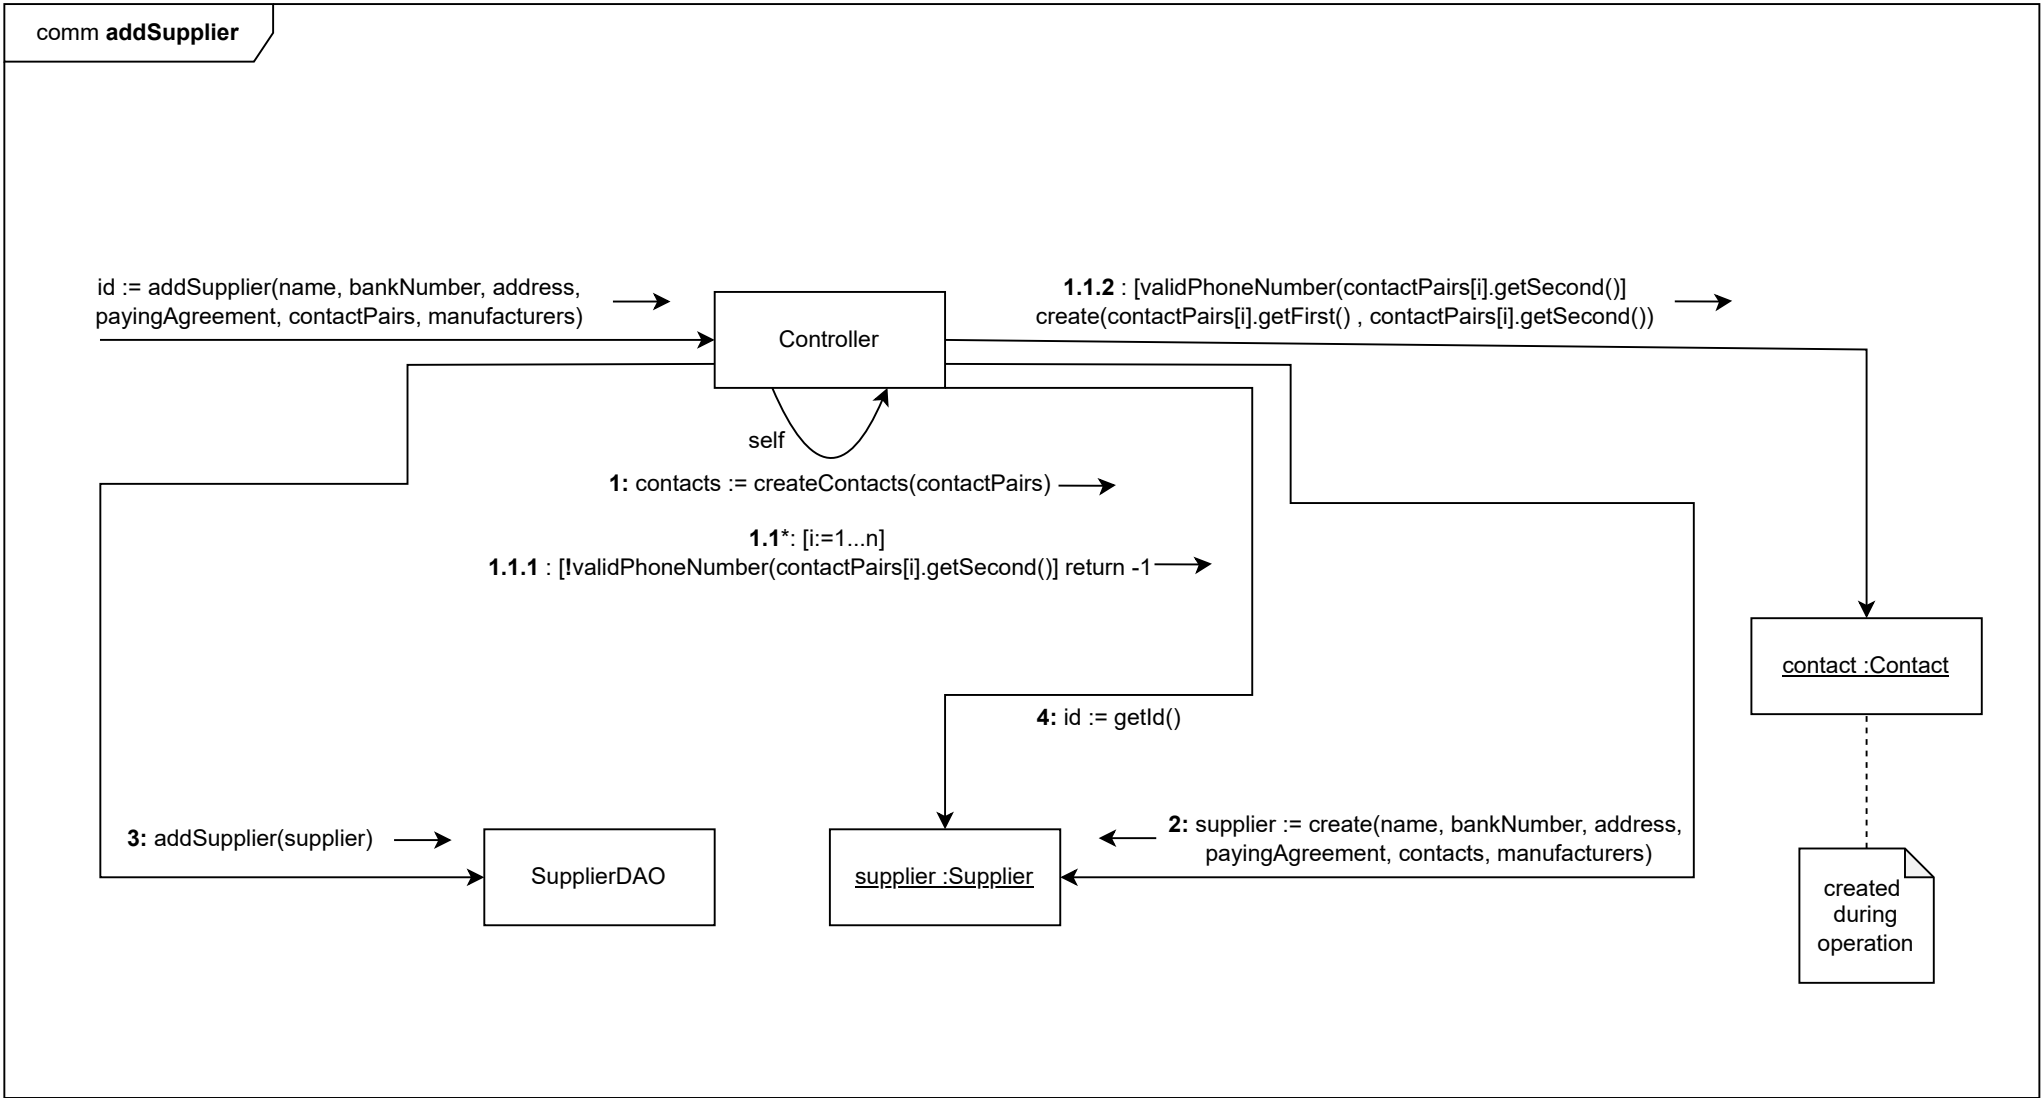 comm addSupplier
id := addSupplier(name, bankNumber, address,
payingAgreement, contactPairs, manufacturers)
Controller
1.1.2 : [validPhoneNumber(contactPairs[i].getSecond()]
create(contactPairs[i].getFirst() , contactPairs[i].getSecond())
self
1: contacts := createContacts(contactPairs)
1.1*: [i:=1...n]
1.1.1 : [!validPhoneNumber(contactPairs[i].getSecond()] return -1
contact :Contact
4: id := getId()
3: addSupplier(supplier)
SupplierDAO
supplier :Supplier
2: supplier := create(name, bankNumber, address,
payingAgreement, contacts, manufacturers)
created
during
operation